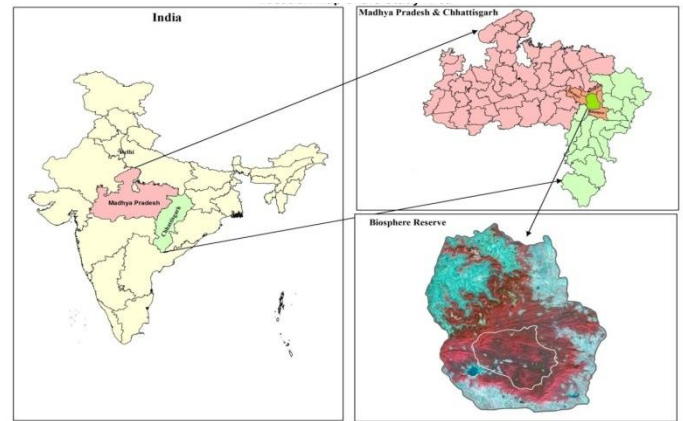 India
Delhi
Madhya Pradesh
Chhattisgarh
Madhya Pradesh & Chhattisgarh
Biosphere Reserve